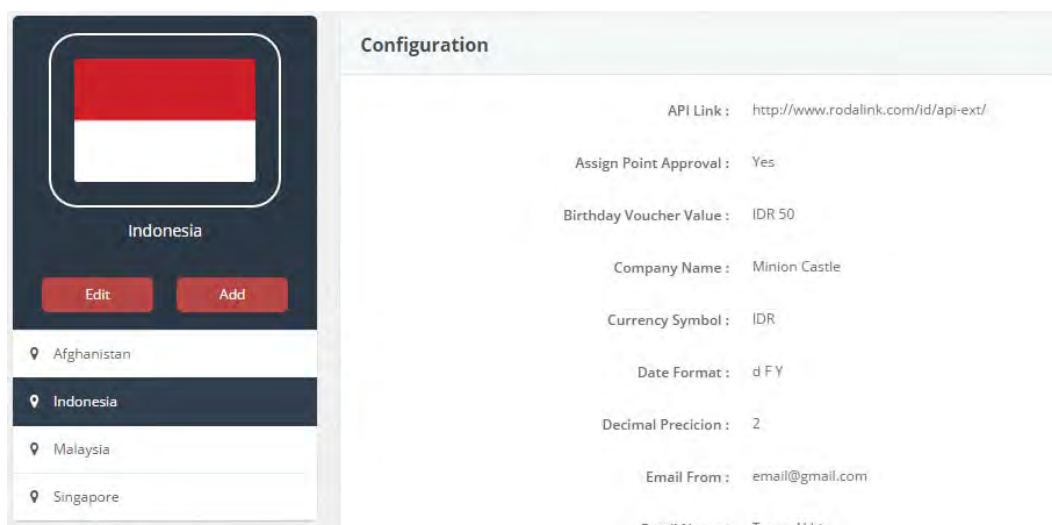 Indonesia
Edit
Add
Afghanistan
Indonesia
Malaysia
Singapore
Configuration
API Link : http://www.rodalink.com/id/api-ext/
Assign Point Approval : Yes
Birthday Voucher Value : IDR 50
Company Name : Minion Castle
Currency Symbol : IDR
Date Format : d F Y
Decimal Precicion : 2
Email From : email@gmail.com